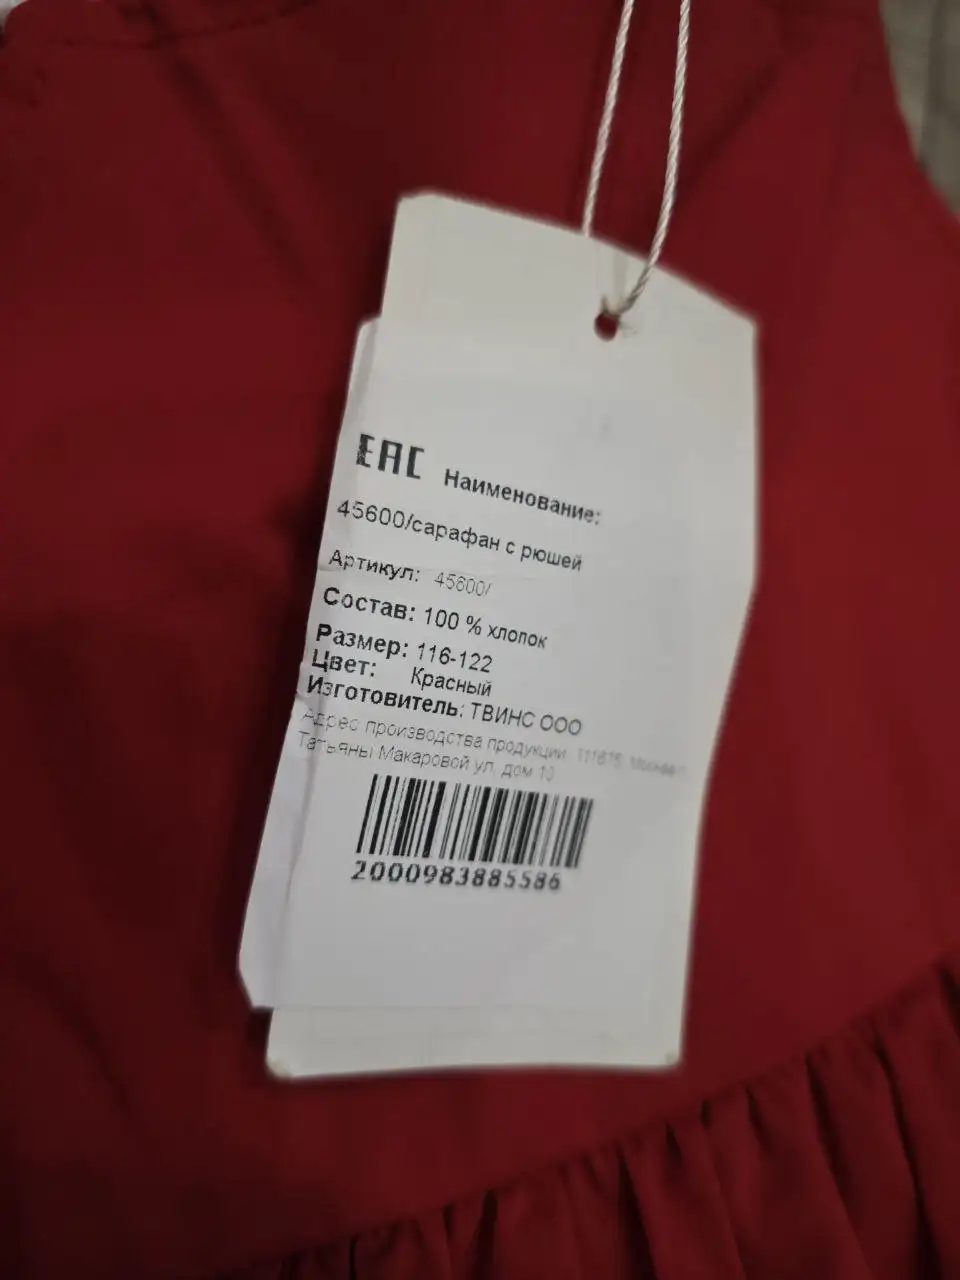 EAC Наименование:
45600/сарафан с рюшей
Артикул: 45600/
Состав: 100 % хлопок
Размер: 116-122
Цвет: Красный
Изготовитель: ТВИНС ООО
Адрес производства продукции: Москва
Татьяны Макаровой ул, дом 10
2000983885586